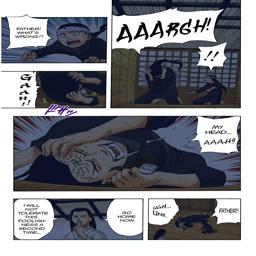 FATHER!
WHAT'S
WRONG?!
AAARGH!
!!
GAAH!!
MY
HEAD...
AAAH!!
I WILL
NOT
TOLERATE
THIS
FOOLISH-
NESS A
SECOND
TIME...
GO
HOME
NOW.
UGH...
UHN...
FATHER!!